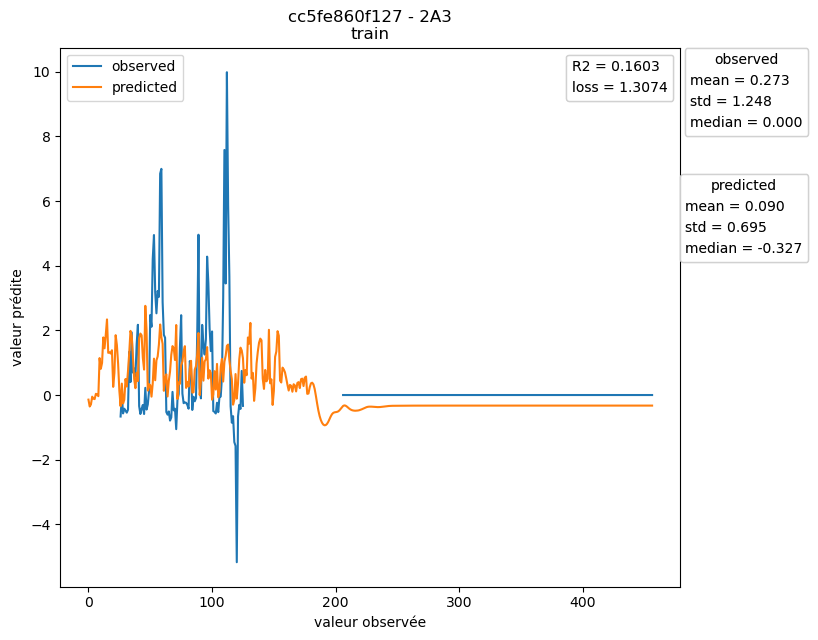 cc5fe860f127 - 2A3
train
observed
predicted
R2 = 0.1603
loss = 1.3074
observed
mean = 0.273
std = 1.248
median = 0.000
predicted
mean = 0.090
std = 0.695
median = -0.327
10
8
6
4
2
0
−2
−4
valeur prédite
0
100
200
300
400
valeur observée